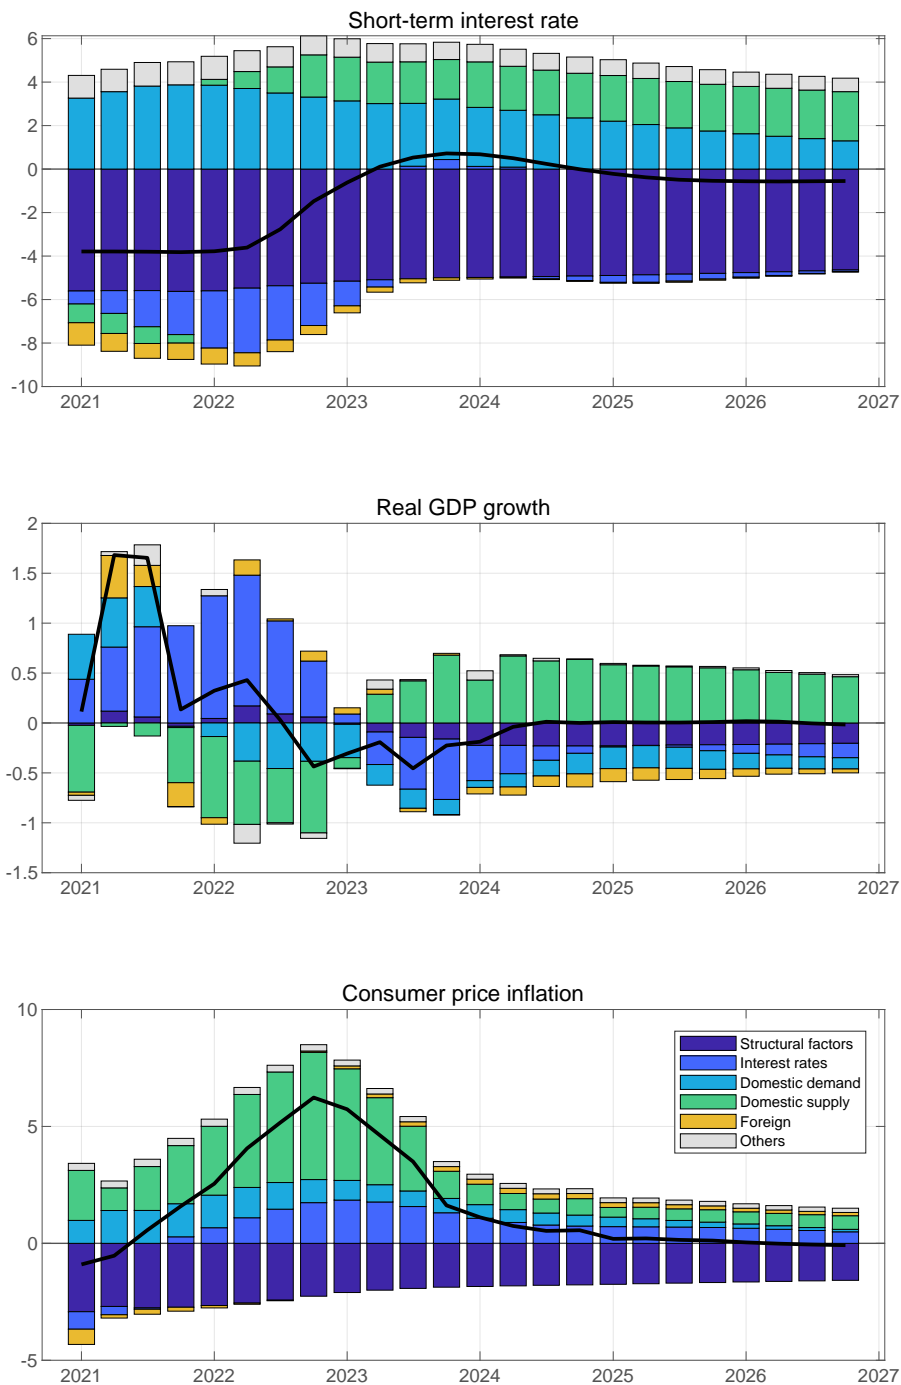 Short-term interest rate
6
4
2
0
-2
-4
-6
-8
-10
2021 2022 2023 2024 2025 2026 2027
Real GDP growth
2
1.5
1
0.5
0
-0.5
-1
-1.5
2021 2022 2023 2024 2025 2026 2027
Consumer price inflation
10
5
0
-5
Structural factors
Interest rates
Domestic demand
Domestic supply
Foreign
Others
2021 2022 2023 2024 2025 2026 2027